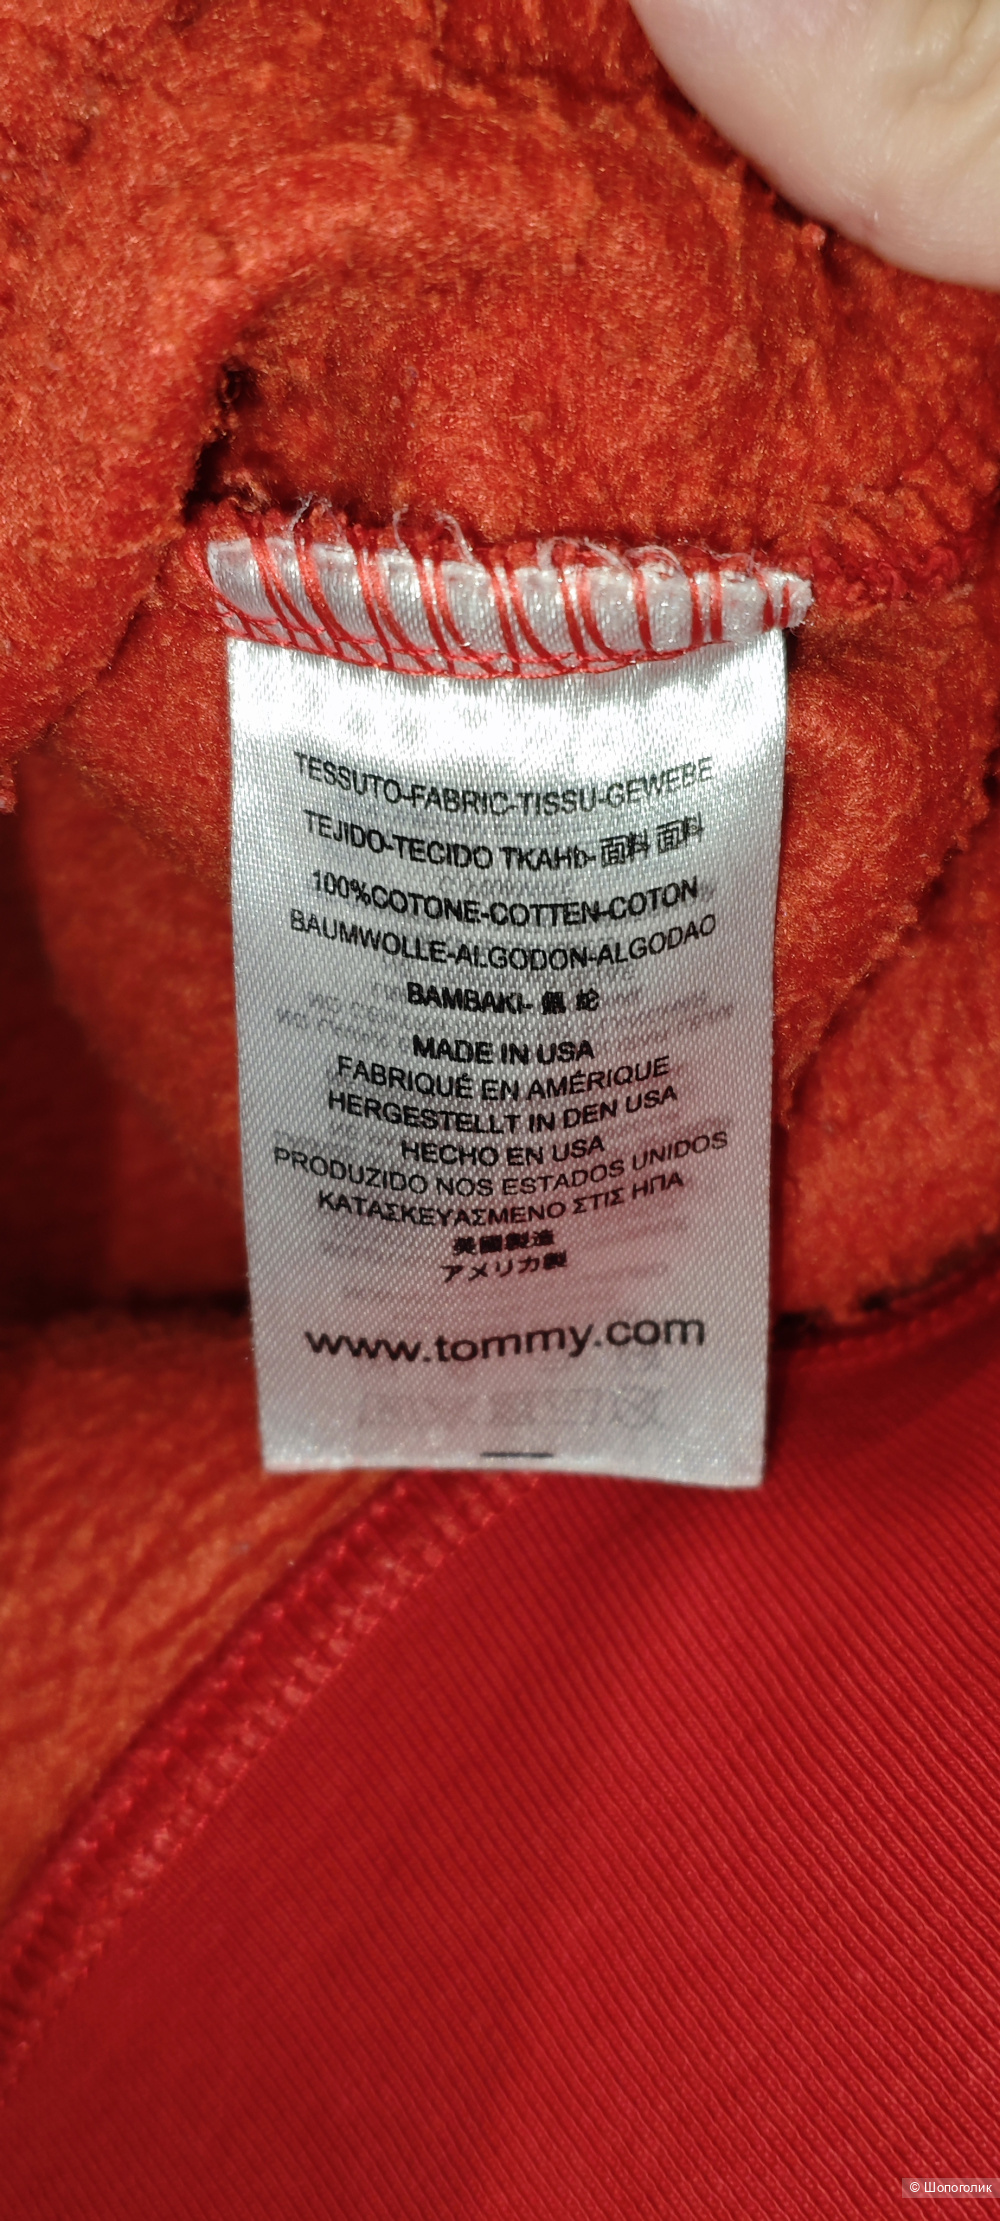 TESSUTO-FABRIC-TISSU-GEWEBE
TEJIDO-TECIDO ТКАНЬ-面料 面料
100%COTONE-COTTEN-COTON
BAUMWOLLE-ALGODON-ALGODAO
BAMBAKI-
MADE IN USA
FABRIQUÉ EN AMÉRIQUE
HERGESTELLT IN DEN USA
HECHO EN USA
PRODUZIDO NOS ESTADOS UNIDOS
ΚΑΤΑΣΚΕΥΑΣΜΕΝΟ ΣΤΙΣ ΗΠΑ
美國製造
アメリカ製
www.tommy.com
© Шопоголик